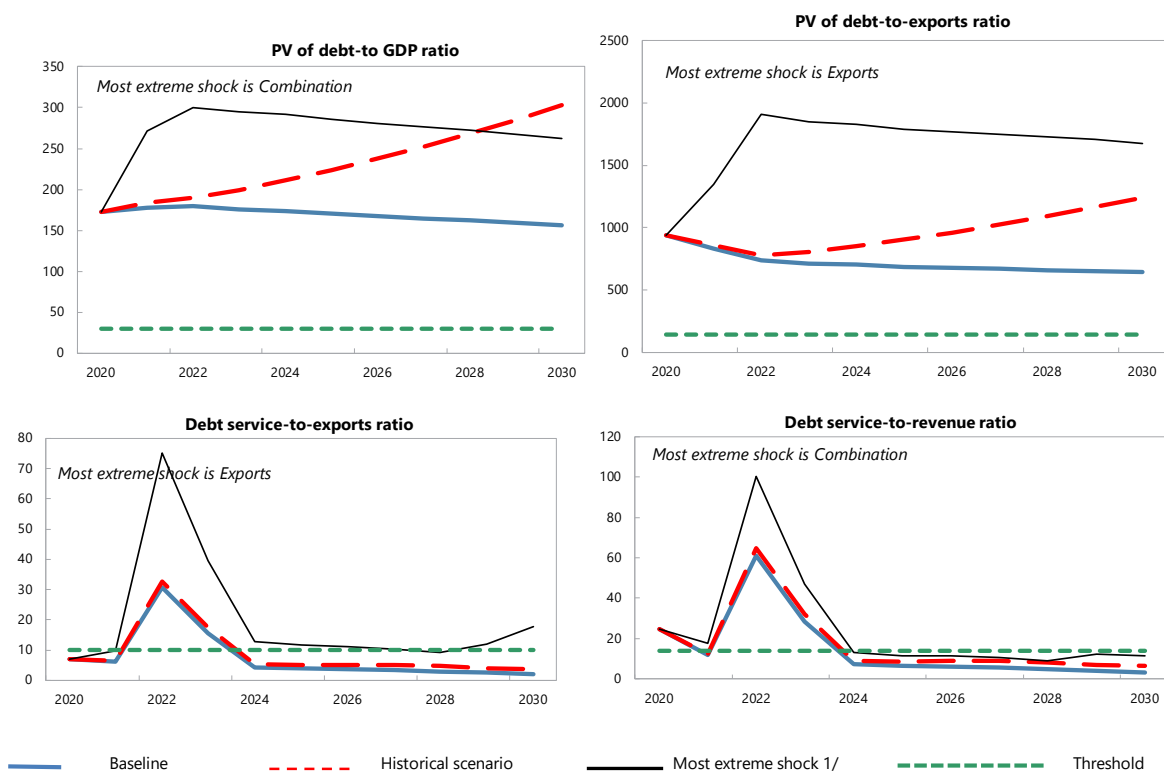 PV of debt-to GDP ratio
Most extreme shock is Combination
350
300
250
200
150
100
50
0
2020 2022 2024 2026 2028 2030
PV of debt-to-exports ratio
Most extreme shock is Exports
2500
2000
1500
1000
500
0
2020 2022 2024 2026 2028 2030
Debt service-to-exports ratio
Most extreme shock is Exports
80
70
60
50
40
30
20
10
0
2020 2022 2024 2026 2028 2030
Debt service-to-revenue ratio
Most extreme shock is Combination
120
100
80
60
40
20
0
2020 2022 2024 2026 2028 2030
Baseline Historical scenario Most extreme shock 1/ Threshold